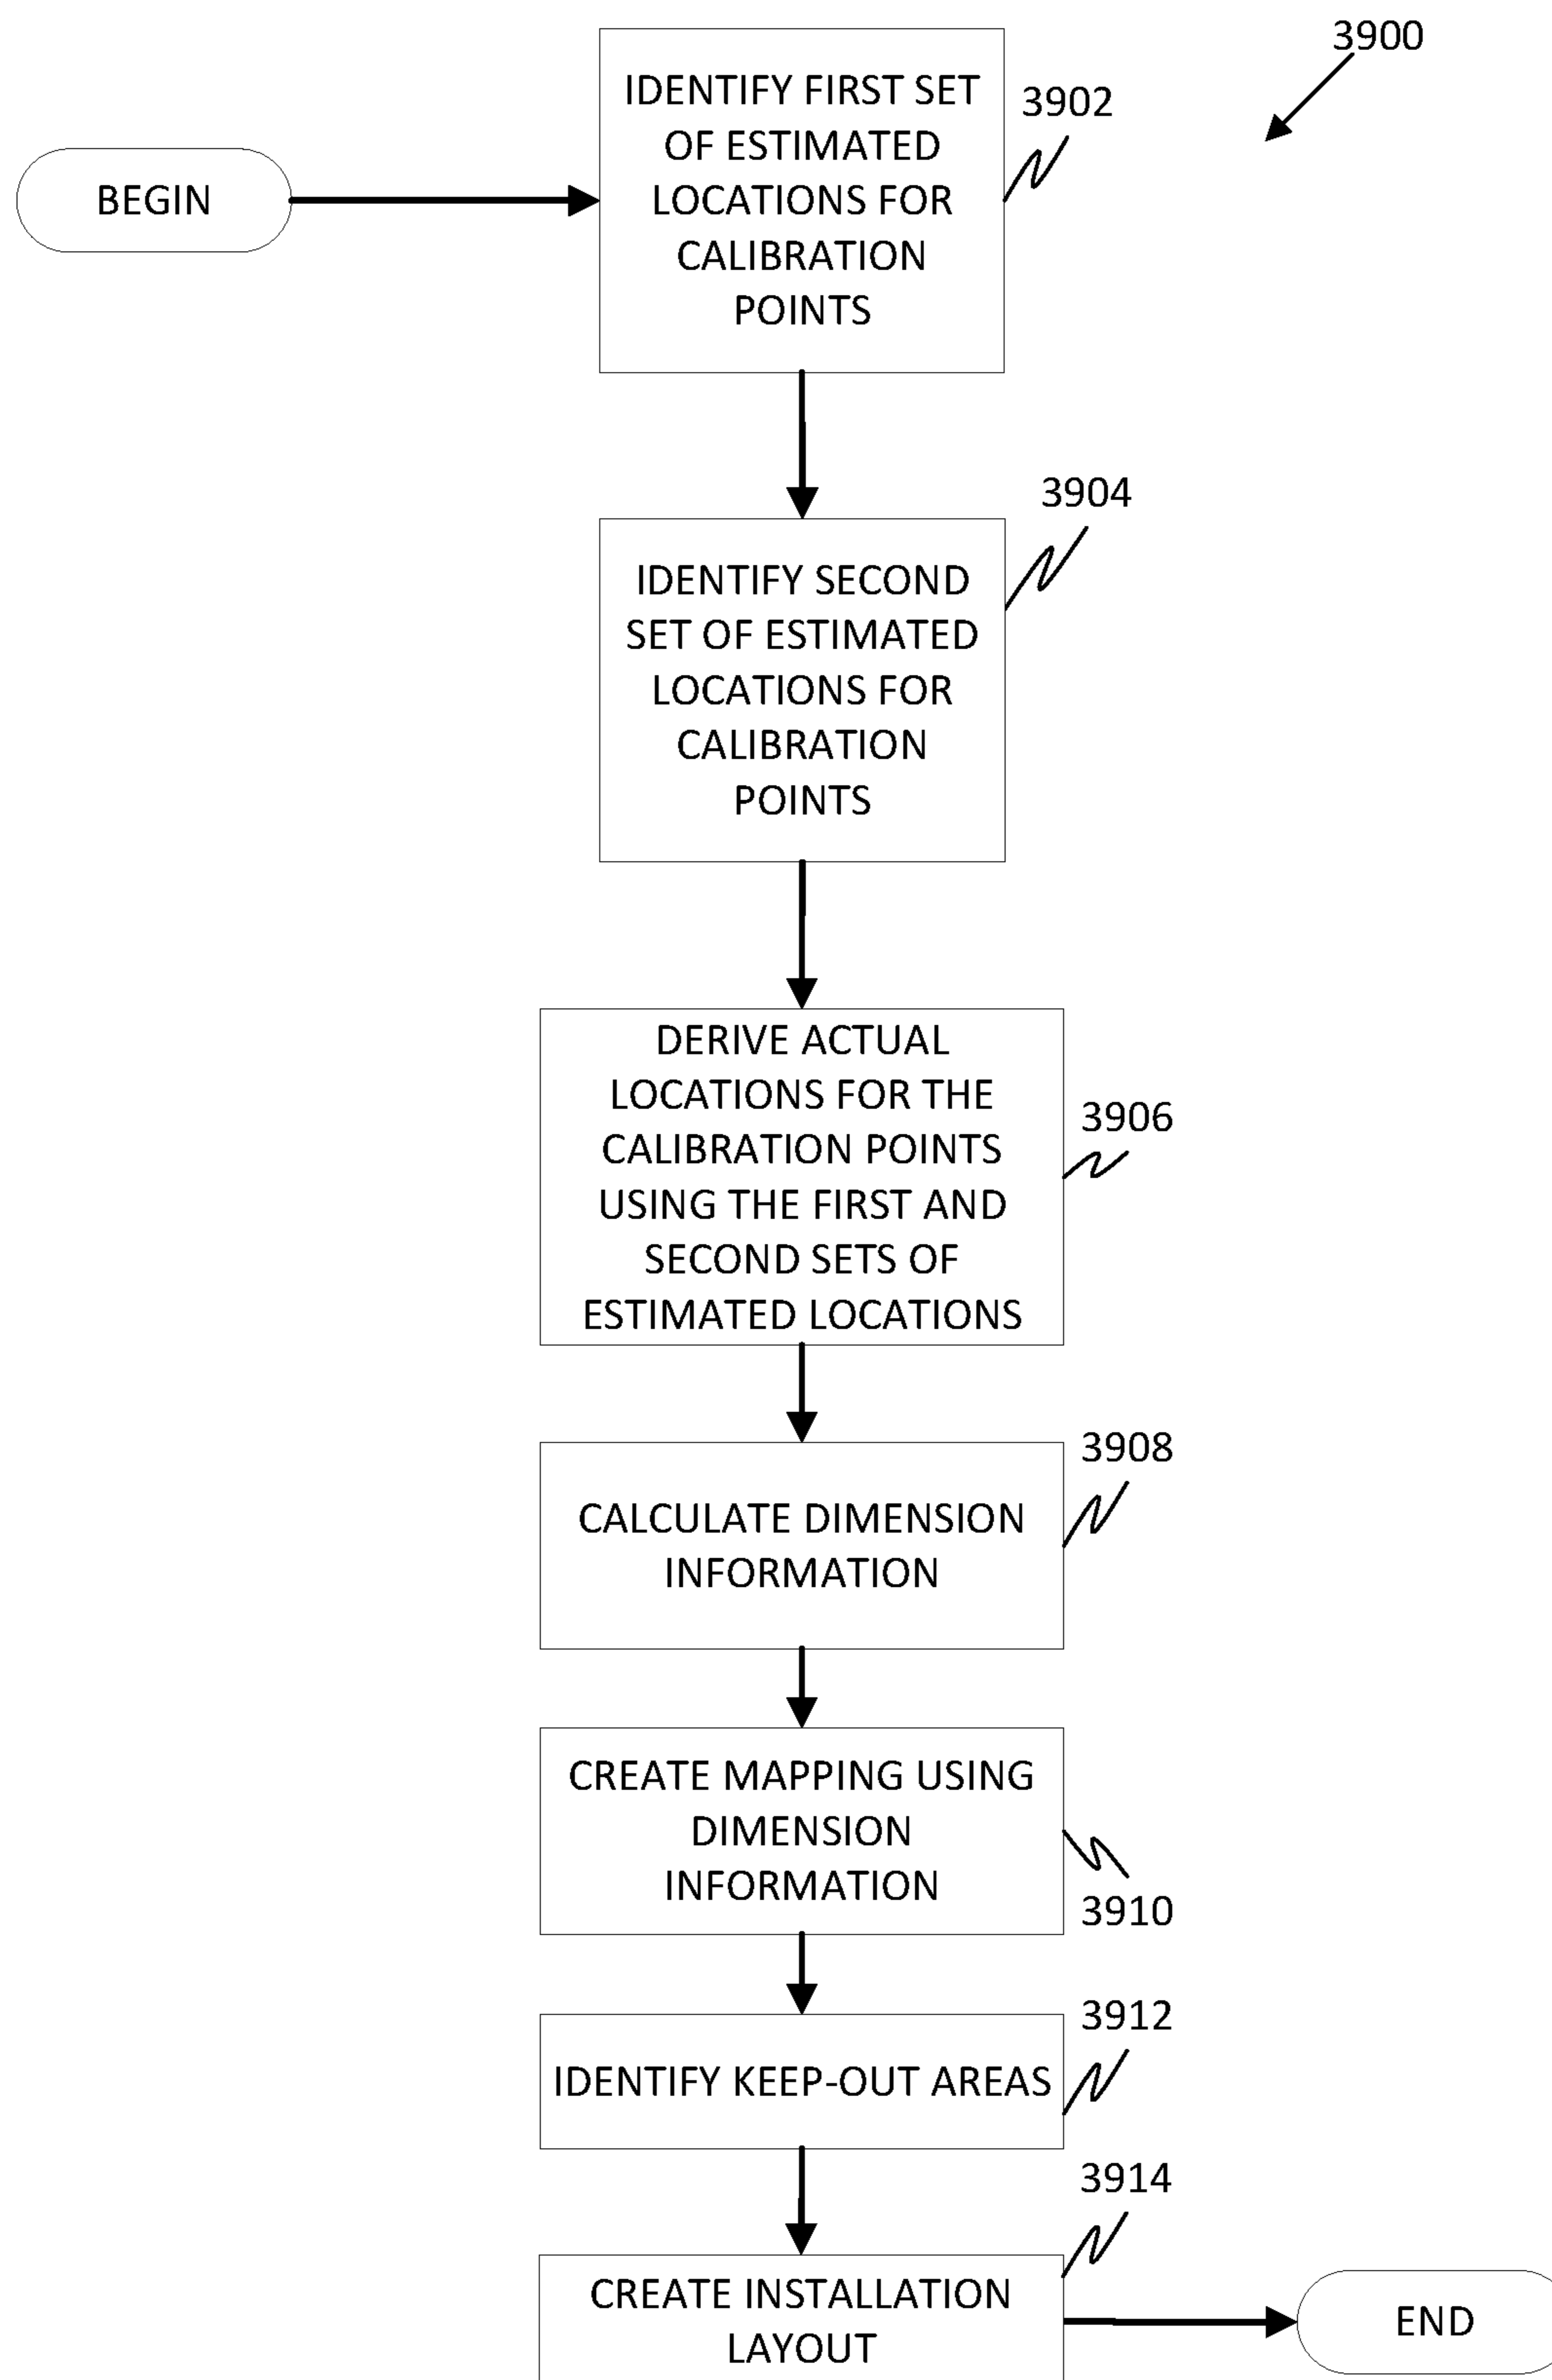 3900
IDENTIFY FIRST SET
OF ESTIMATED
LOCATIONS FOR
CALIBRATION
POINTS
3902
BEGIN
3904
IDENTIFY SECOND
SET OF ESTIMATED
LOCATIONS FOR
CALIBRATION
POINTS
DERIVE ACTUAL
LOCATIONS FOR THE
CALIBRATION POINTS
USING THE FIRST AND
SECOND SETS OF
ESTIMATED LOCATIONS
3906
3908
CALCULATE DIMENSION
INFORMATION
CREATE MAPPING USING
DIMENSION
INFORMATION
3910
3912
IDENTIFY KEEP-OUT AREAS
3914
CREATE INSTALLATION
LAYOUT
END